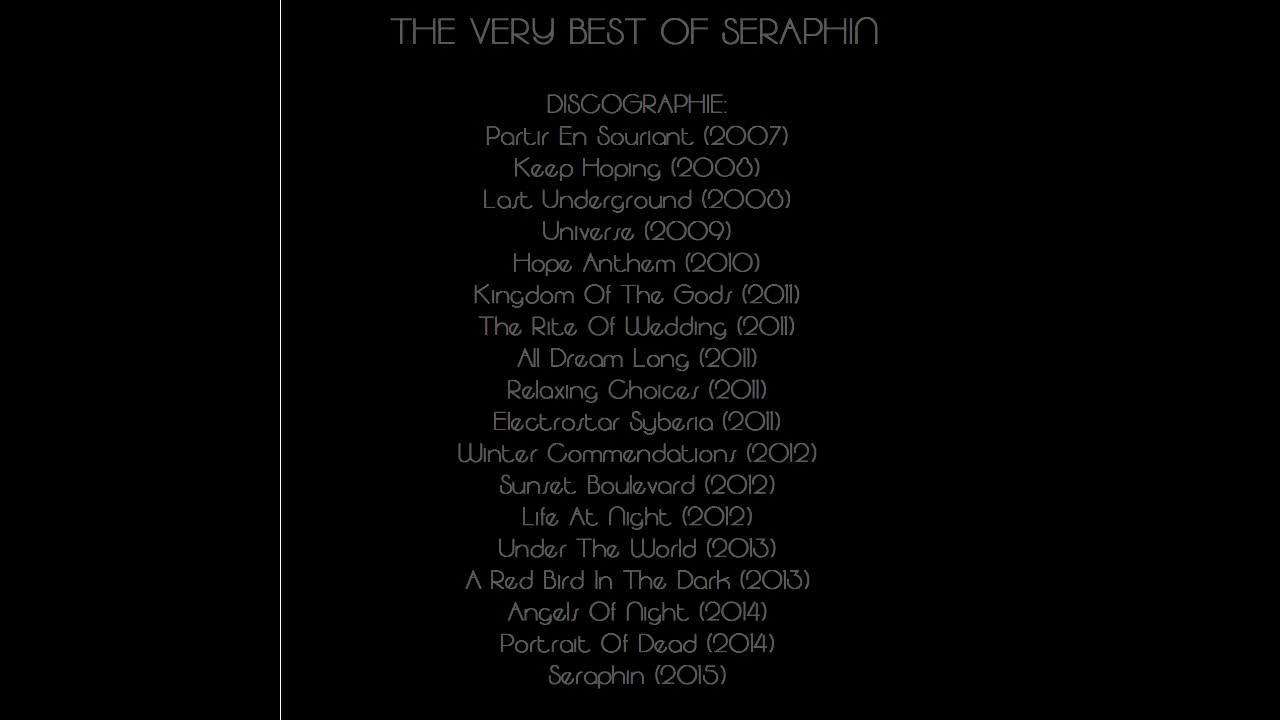 THE VERY BEST OF SERAPHIN
DISCOGRAPHIE:
Partir En Souriant (2007)
Keep Hoping (2008)
Last Underground (2008)
Universe (2009)
Hope Anthem (2010)
Kingdom Of The Gods (2011)
The Rite Of Wedding (2011)
All Dream Long (2011)
Relaxing Choices (2011)
Electrostar Syberia (2011)
Winter Commendations (2012)
Sunset Boulevard (2012)
Life At Night (2012)
Under The World (2013)
A Red Bird In The Dark (2013)
Angels Of Night (2014)
Portrait Of Dead (2014)
Seraphin (2015)